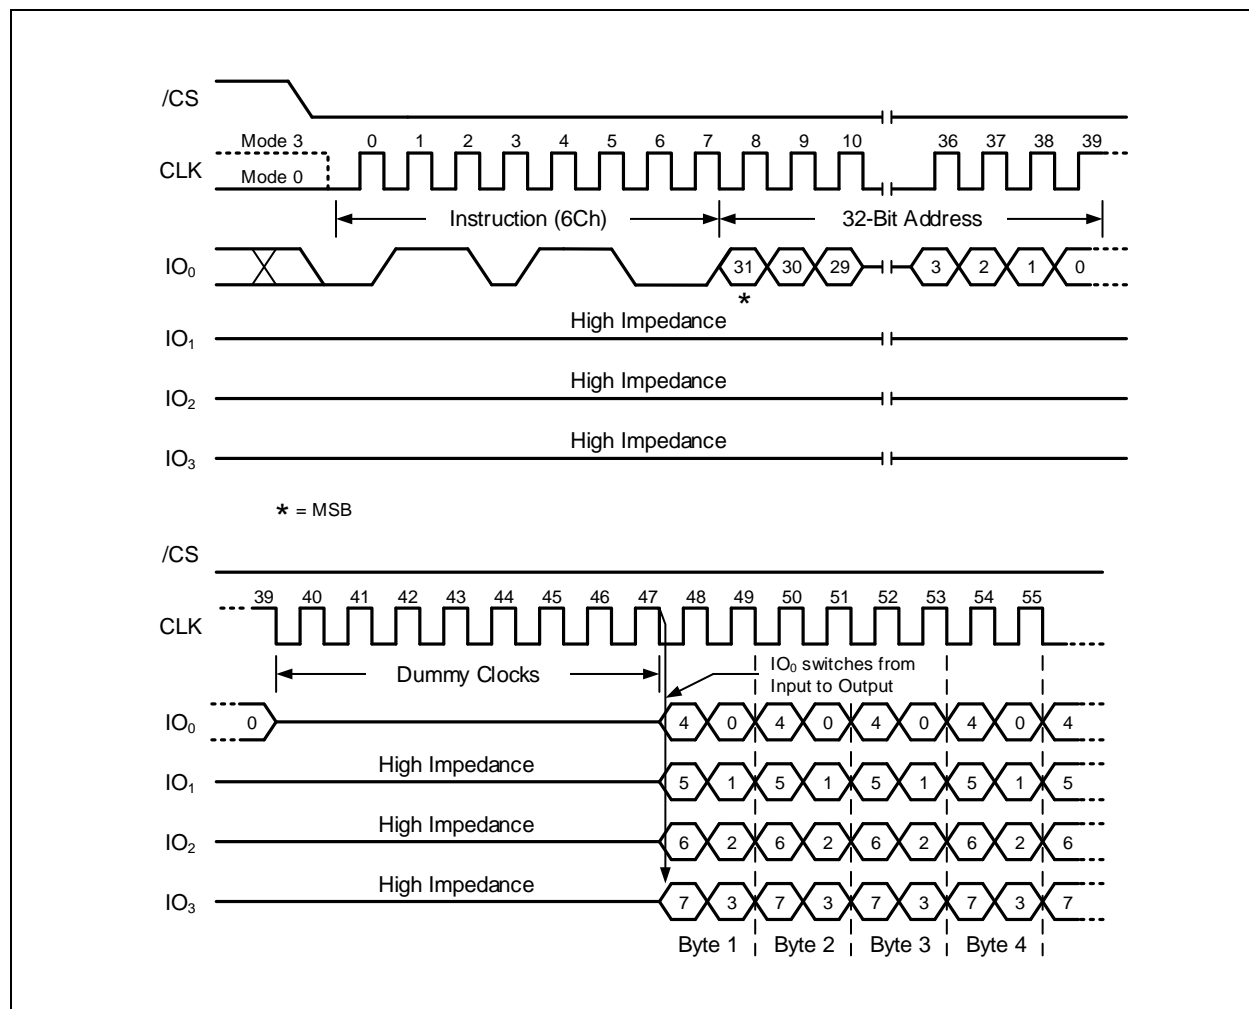 /CS
Mode 3 0 1 2 3 4 5 6 7 8 9 10 36 37 38 39
CLK
Mode 0
Instruction (6Ch) 32-Bit Address
IO0 31 30 29 3 2 1 0
*
High Impedance
IO1
High Impedance
IO2
High Impedance
IO3
* = MSB
/CS
39 40 41 42 43 44 45 46 47 48 49 50 51 52 53 54 55
CLK
Dummy Clocks
IO0 switches from
Input to Output
IO0 0 4 0 4 0 4 0 4 0 4
High Impedance
IO1 5 1 5 1 5 1 5 1 5
High Impedance
IO2 6 2 6 2 6 2 6 2 6
High Impedance
IO3 7 3 7 3 7 3 7 3 7
Byte 1 Byte 2 Byte 3 Byte 4